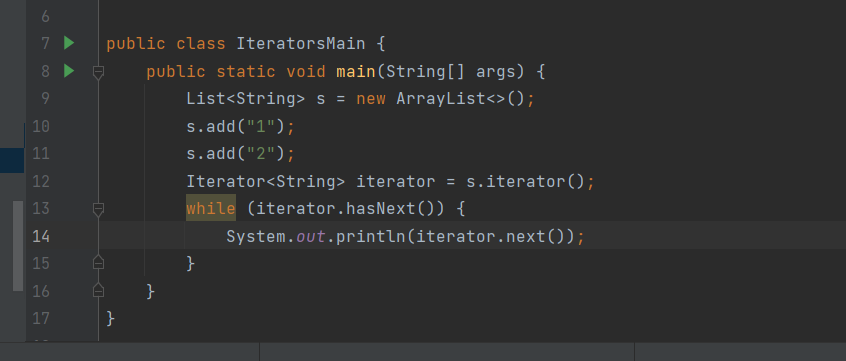 6
7 public class IteratorsMain {
8 public static void main(String[] args) {
9 List<String> s = new ArrayList<>();
10 s.add("1");
11 s.add("2");
12 Iterator<String> iterator = s.iterator();
13 while (iterator.hasNext()) {
14 System.out.println(iterator.next());
15 }
16 }
17 }